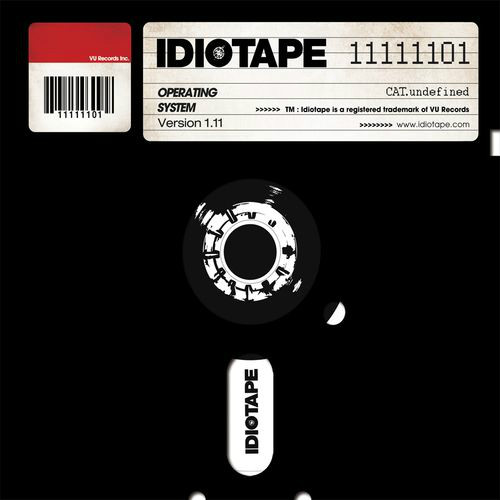 VU Records Inc.
11111101
IDIOTAPE 11111101
OPERATING CAT.undefined
SYSTEM >>>>>> TM : Idiotape is a registered trademark of VU Records
Version 1.11 >>>>>>>> www.idiotape.com
IDIOTAPE